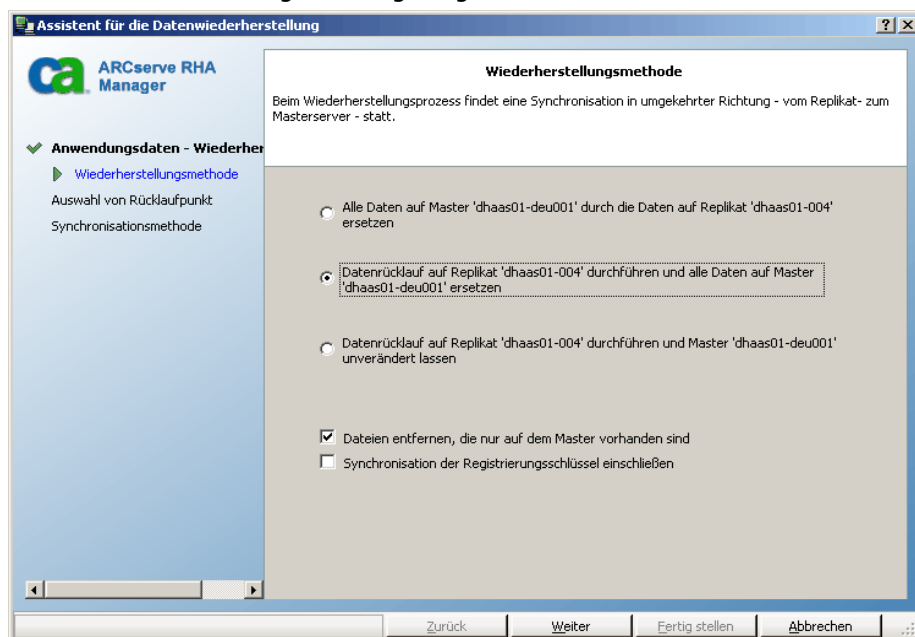 Assistent für die Datenwiederherstellung
ca
ARCserve RHA
Manager
Anwendungsdaten - Wiederher
Wiederherstellungsmethode
Auswahl von Rücklaufpunkt
Synchronisationsmethode
Wiederherstellungsmethode
Beim Wiederherstellungsprozess findet eine Synchronisation in umgekehrter Richtung - vom Replikat- zum
Masterserver - statt.
Alle Daten auf Master 'dhaas01-deu001' durch die Daten auf Replikat 'dhaas01-004'
ersetzen
Datenrücklauf auf Replikat 'dhaas01-004' durchführen und alle Daten auf Master
'dhaas01-deu001' ersetzen
Datenrücklauf auf Replikat 'dhaas01-004' durchführen und Master 'dhaas01-deu001'
unverändert lassen
Dateien entfernen, die nur auf dem Master vorhanden sind
Synchronisation der Registrierungsschlüssel einschließen
Zurück
Weiter
Fertig stellen
Abbrechen